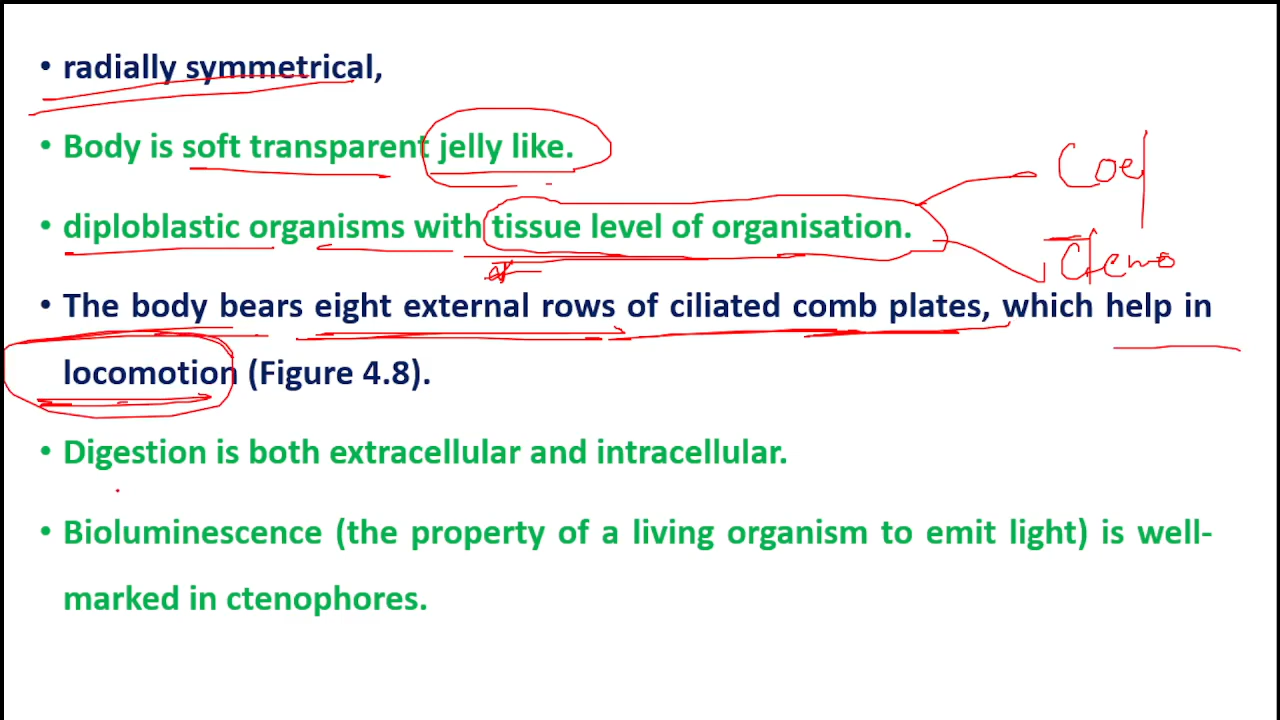 • radially symmetrical,
• Body is soft transparent jelly like.
Coel
• diploblastic organisms with tissue level of organisation.
Cteno
• The body bears eight external rows of ciliated comb plates, which help in
locomotion (Figure 4.8).
• Digestion is both extracellular and intracellular.
• Bioluminescence (the property of a living organism to emit light) is well-
marked in ctenophores.